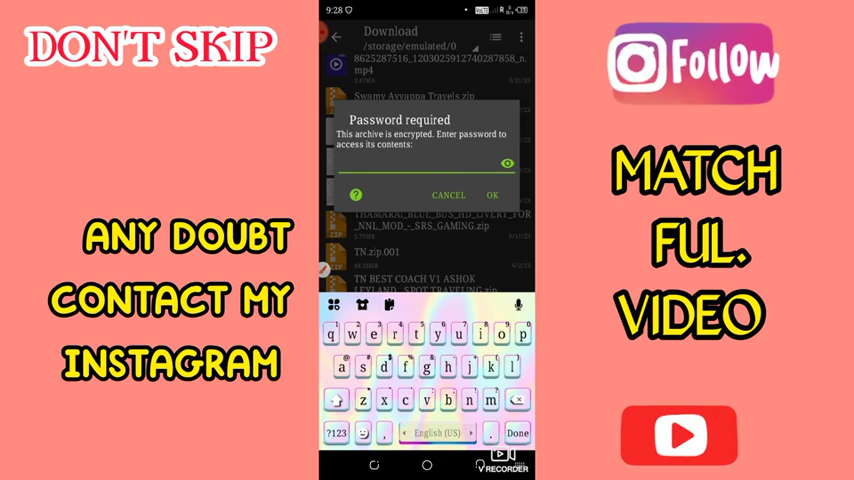 DON'T SKIP
ANY DOUBT
CONTACT MY
INSTAGRAM
9:28
Download
/storage/emulated/0
8625287516_1203025912740287858_n.
mp4
Swamy Ayyappa Travels.zip
Password required
This archive is encrypted. Enter password to
access its contents:
CANCEL OK
THAMARAI_BLUE_BUS_HD_LIVERY_FOR
_NNL_MOD_-_SRS_GAMING.zip
TN.zip.001
TN BEST COACH V1 ASHOK
LEYLAND SPOT TRAVELING.zip
q w e r t y u i o p
a s d f g h j k l
z x c v b n m
?123 , English (US) . Done
V RECORDER
Follow
MATCH
FUL.
VIDEO